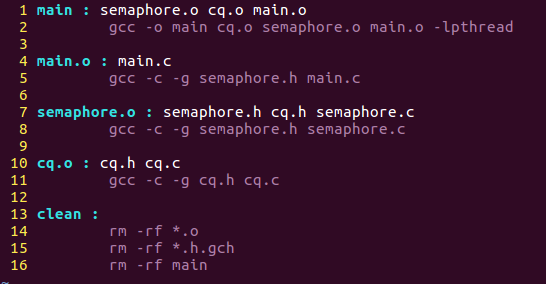 1 main : semaphore.o cq.o main.o
2         gcc -o main cq.o semaphore.o main.o -lpthread
3
4 main.o : main.c
5         gcc -c -g semaphore.h main.c
6
7 semaphore.o : semaphore.h cq.h semaphore.c
8         gcc -c -g semaphore.h semaphore.c
9
10 cq.o : cq.h cq.c
11         gcc -c -g cq.h cq.c
12
13 clean :
14         rm -rf *.o
15         rm -rf *.h.gch
16         rm -rf main
~